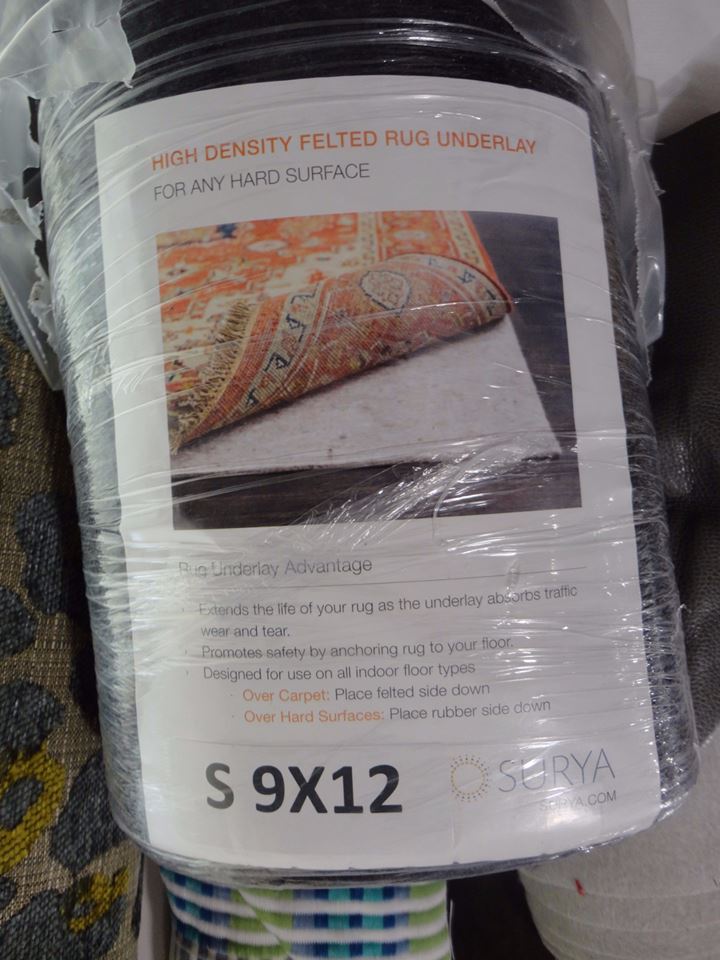 HIGH DENSITY FELTED RUG UNDERLAY
FOR ANY HARD SURFACE
Rug Underlay Advantage
· Extends the life of your rug as the underlay absorbs traffic
wear and tear.
· Promotes safety by anchoring rug to your floor.
· Designed for use on all indoor floor types
· Over Carpet: Place felted side down
· Over Hard Surfaces: Place rubber side down
S 9X12
SURYA
SURYA.COM